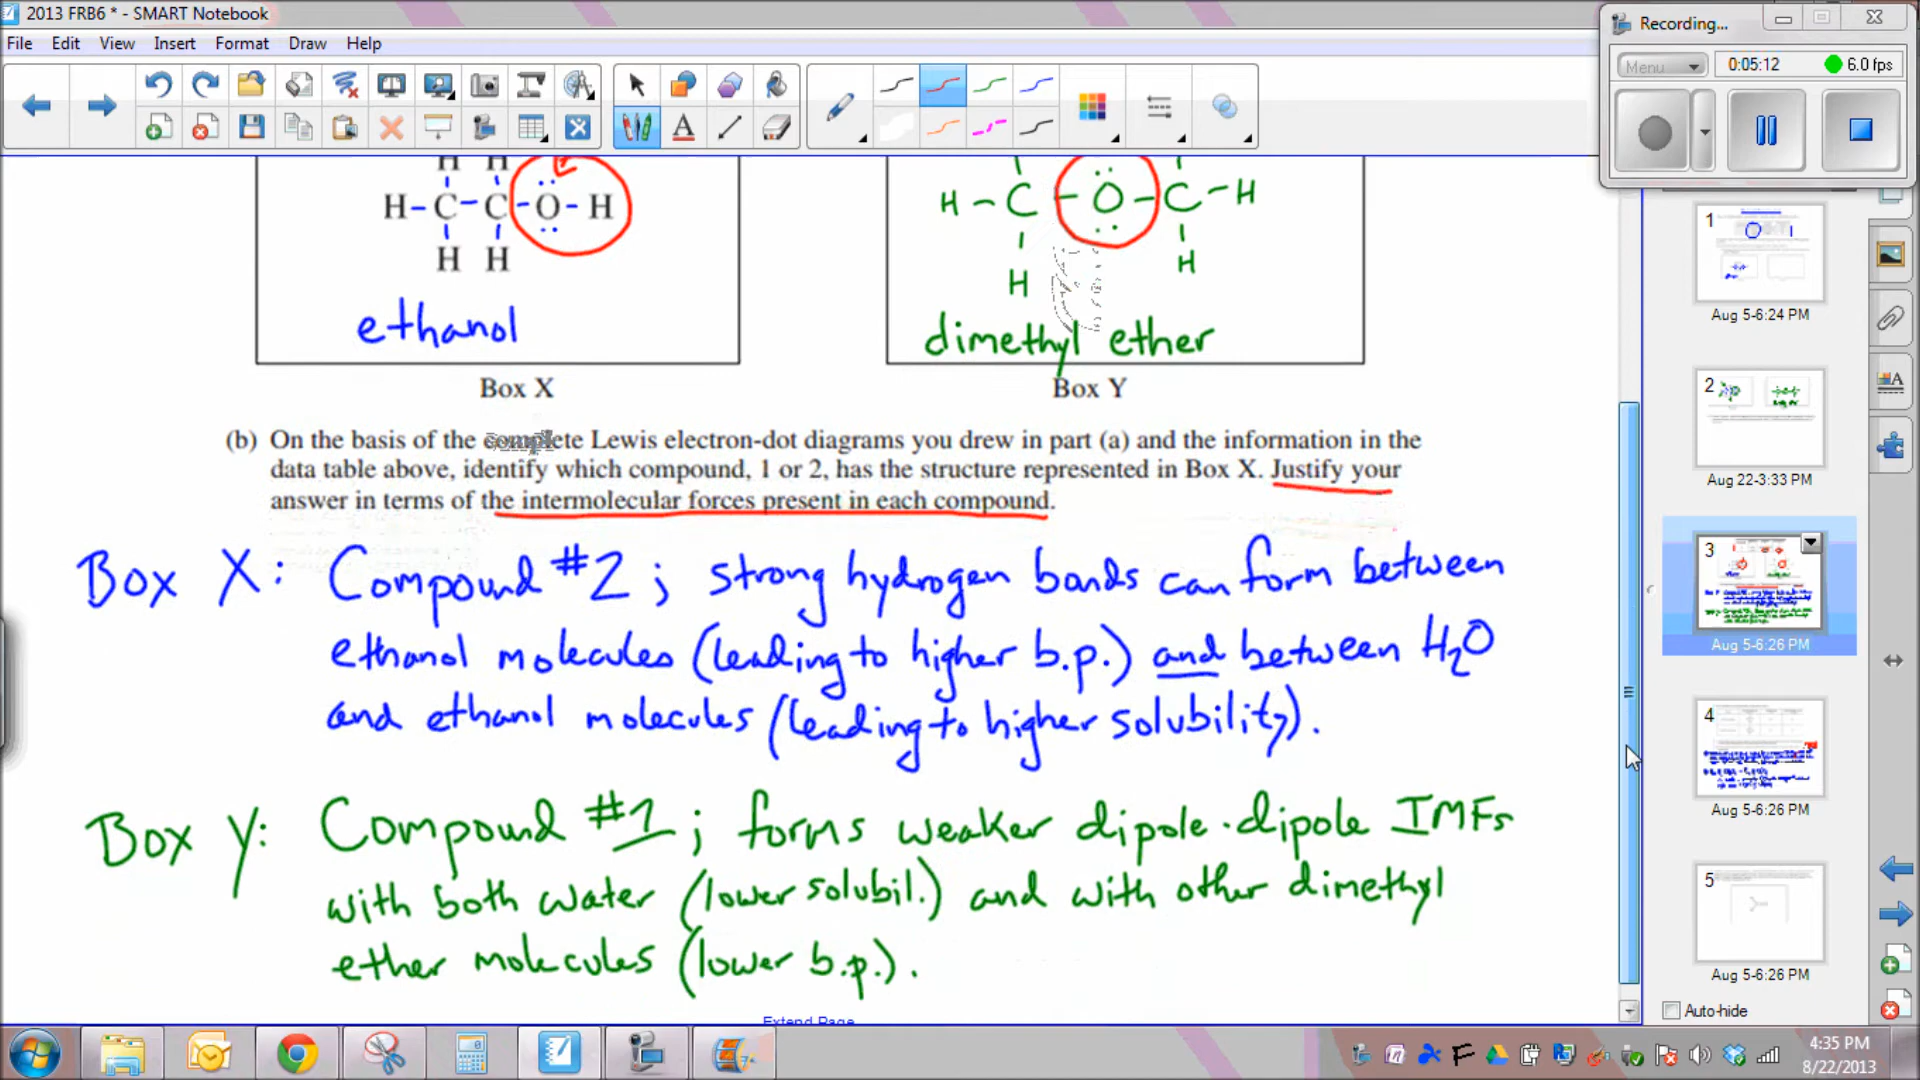 2013 FRB6 * - SMART Notebook
File Edit View Insert Format Draw Help
Recording...
Menu 0:05:12 6.0 fps
H H
H-C-C-O-H
H H
ethanol
Box X
H-C-O-C-H
H H
dimethyl ether
Box Y
(b) On the basis of the complete Lewis electron-dot diagrams you drew in part (a) and the information in the
data table above, identify which compound, 1 or 2, has the structure represented in Box X. Justify your
answer in terms of the intermolecular forces present in each compound.
Box X: Compound #2; strong hydrogen bonds can form between
ethanol molecules (leading to higher b.p.) and between H₂O
and ethanol molecules (leading to higher solubility).
Box Y: Compound #1; forms weaker dipole-dipole IMFs
with both water (lower solubil.) and with other dimethyl
ether molecules (lower b.p.).
Extend Page
1
Aug 5-6:24 PM
2
Aug 22-3:33 PM
3
Aug 5-6:26 PM
4
Aug 5-6:26 PM
5
Aug 5-6:26 PM
Auto-hide
4:35 PM
8/22/2013